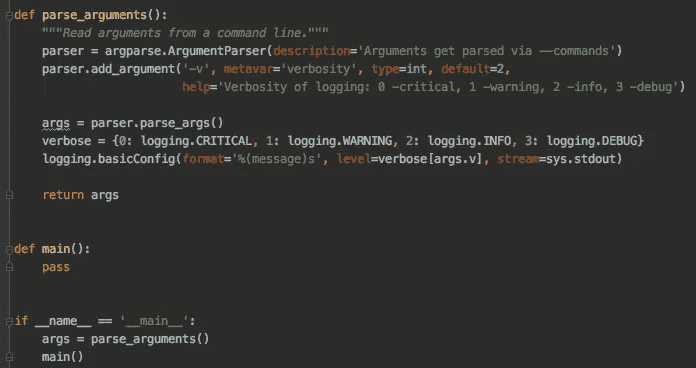 def parse_arguments():
    """Read arguments from a command line."""
    parser = argparse.ArgumentParser(description='Arguments get parsed via --commands')
    parser.add_argument('-v', metavar='verbosity', type=int, default=2,
                        help='Verbosity of logging: 0 -critical, 1 -warning, 2 -info, 3 -debug')
    args = parser.parse_args()
    verbose = {0: logging.CRITICAL, 1: logging.WARNING, 2: logging.INFO, 3: logging.DEBUG}
    logging.basicConfig(format='%(message)s', level=verbose[args.v], stream=sys.stdout)
    return args
def main():
    pass
if __name__ == '__main__':
    args = parse_arguments()
    main()